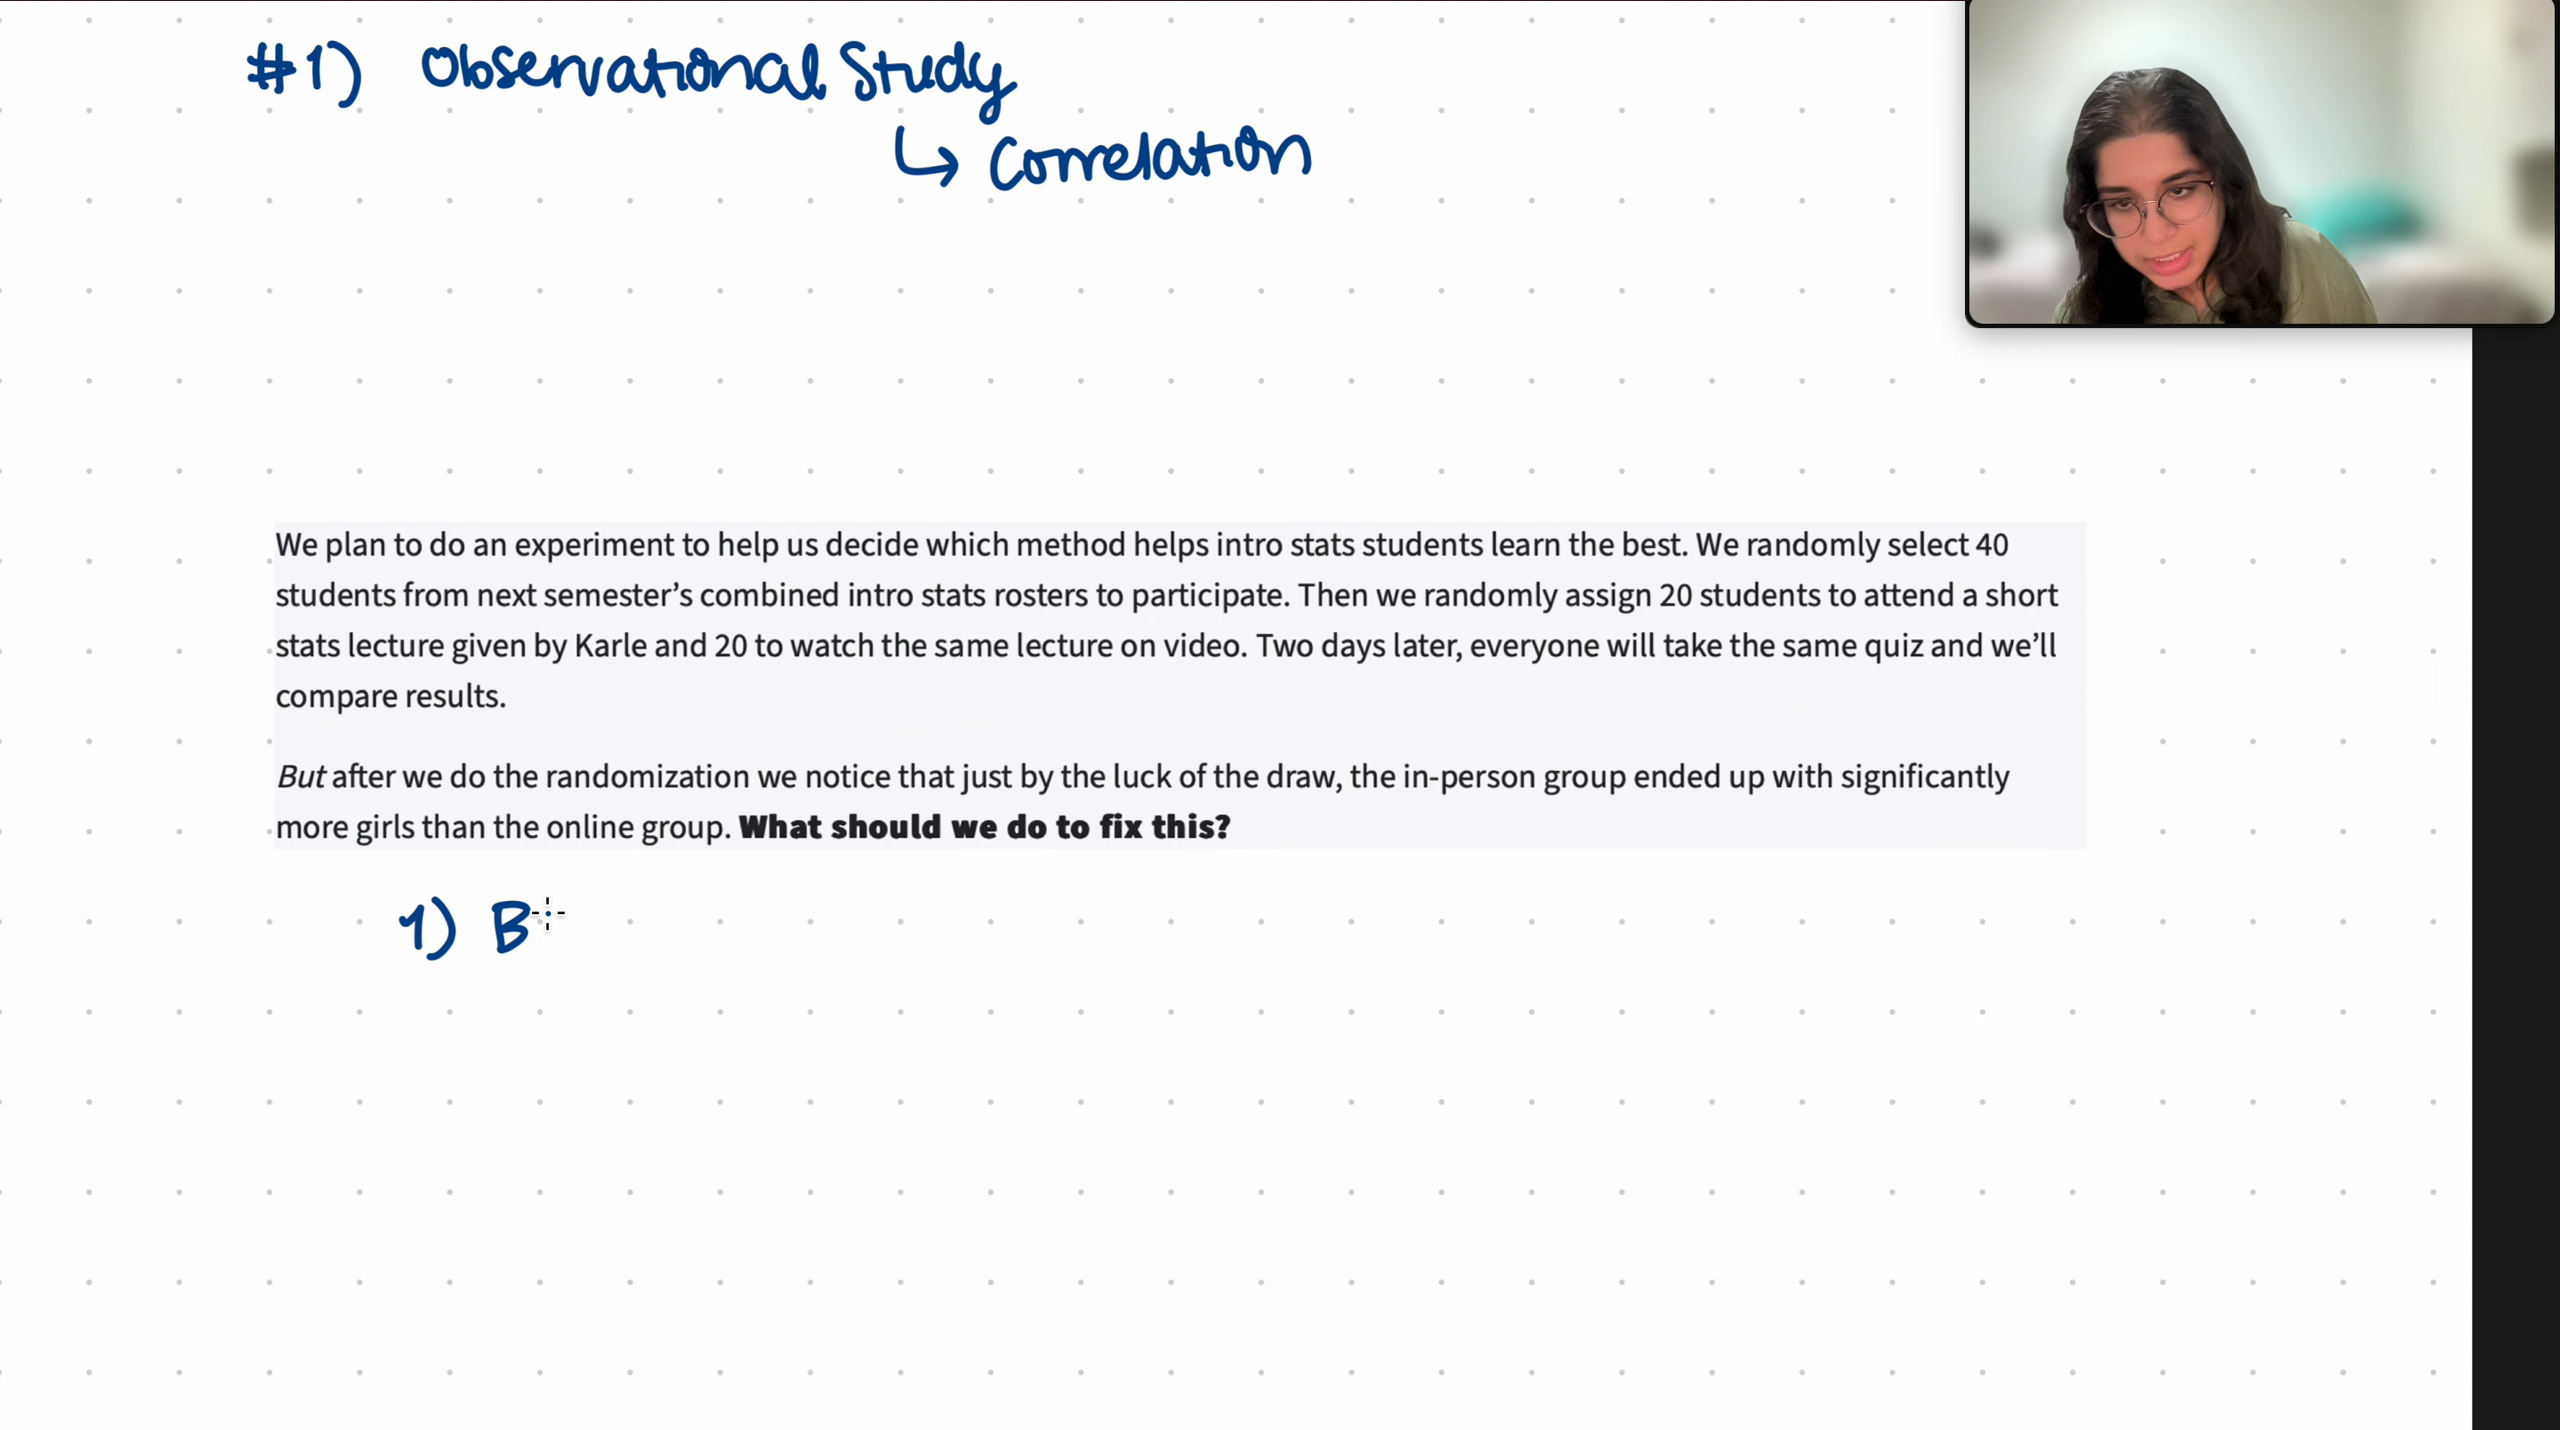 #1) Observational Study
↳ Correlation
We plan to do an experiment to help us decide which method helps intro stats students learn the best. We randomly select 40
students from next semester’s combined intro stats rosters to participate. Then we randomly assign 20 students to attend a short
stats lecture given by Karle and 20 to watch the same lecture on video. Two days later, everyone will take the same quiz and we’ll
compare results.
But after we do the randomization we notice that just by the luck of the draw, the in-person group ended up with significantly
more girls than the online group. What should we do to fix this?
1) B